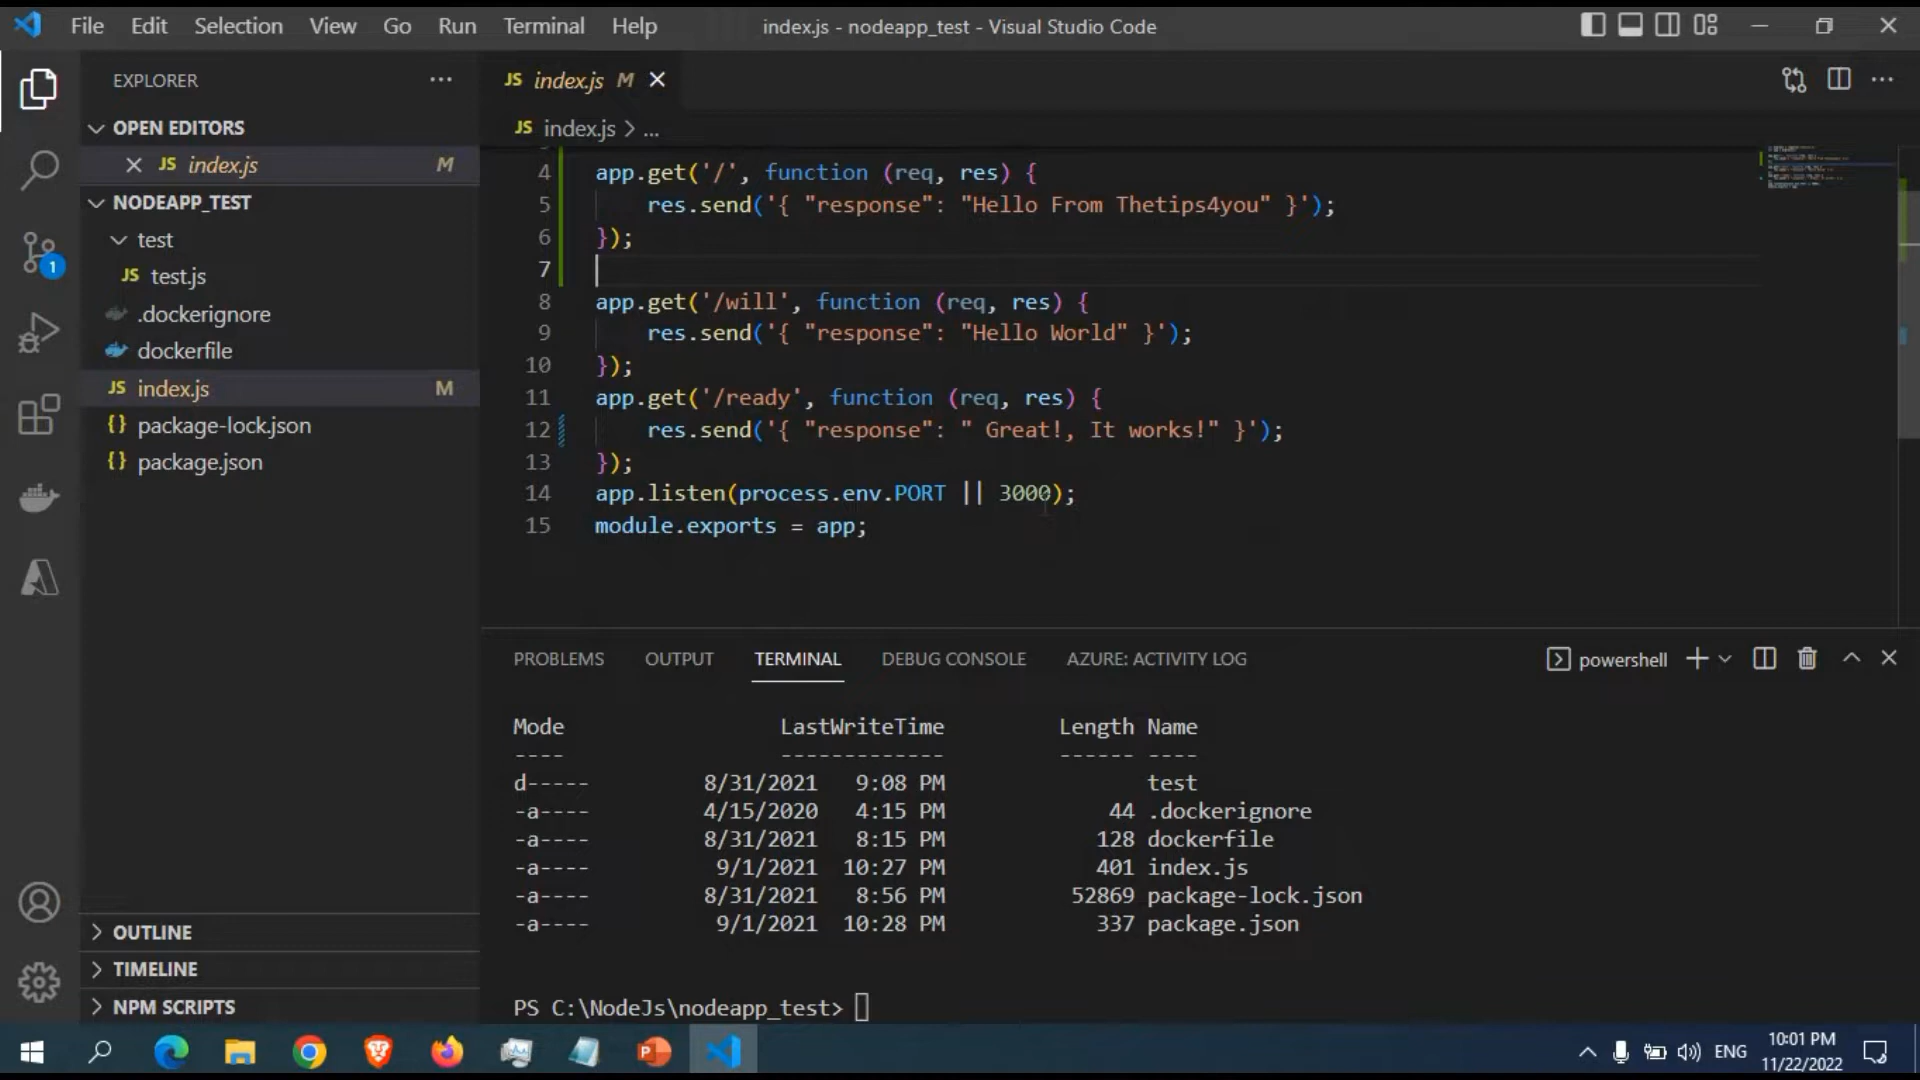 File Edit Selection View Go Run Terminal Help index.js - nodeapp_test - Visual Studio Code
EXPLORER ...
JS index.js M
OPEN EDITORS
JS index.js > ...
JS index.js M
NODEAPP_TEST
test
JS test.js
.dockerignore
dockerfile
JS index.js M
{} package-lock.json
{} package.json
OUTLINE
TIMELINE
NPM SCRIPTS
1
4 app.get('/', function (req, res) {
5 res.send('{ "response": "Hello From Thetips4you" }');
6 });
7
8 app.get('/will', function (req, res) {
9 res.send('{ "response": "Hello World" }');
10 });
11 app.get('/ready', function (req, res) {
12 res.send('{ "response": " Great!, It works!" }');
13 });
14 app.listen(process.env.PORT || 3000);
15 module.exports = app;
PROBLEMS OUTPUT TERMINAL DEBUG CONSOLE AZURE: ACTIVITY LOG powershell
Mode LastWriteTime Length Name
---- ------------- ------ ----
d----- 8/31/2021 9:08 PM test
-a---- 4/15/2020 4:15 PM 44 .dockerignore
-a---- 8/31/2021 8:15 PM 128 dockerfile
-a---- 9/1/2021 10:27 PM 401 index.js
-a---- 8/31/2021 8:56 PM 52869 package-lock.json
-a---- 9/1/2021 10:28 PM 337 package.json
PS C:\NodeJs\nodeapp_test>
ENG
10:01 PM
11/22/2022